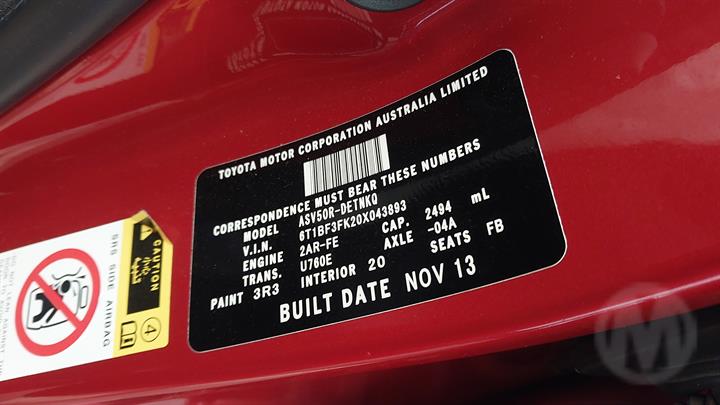 TOYOTA MOTOR CORPORATION AUSTRALIA LIMITED
CORRESPONDENCE MUST BEAR THESE NUMBERS
MODEL ASV50R-DETNKQ
V.I.N. 6T1BF3FK20X043893
ENGINE 2AR-FE CAP. 2494 mL
TRANS. U760E AXLE -04A
PAINT 3R3 INTERIOR 20 SEATS FB
BUILT DATE NOV 13
CAUTION
SRS SIDE AIRBAG
4
M